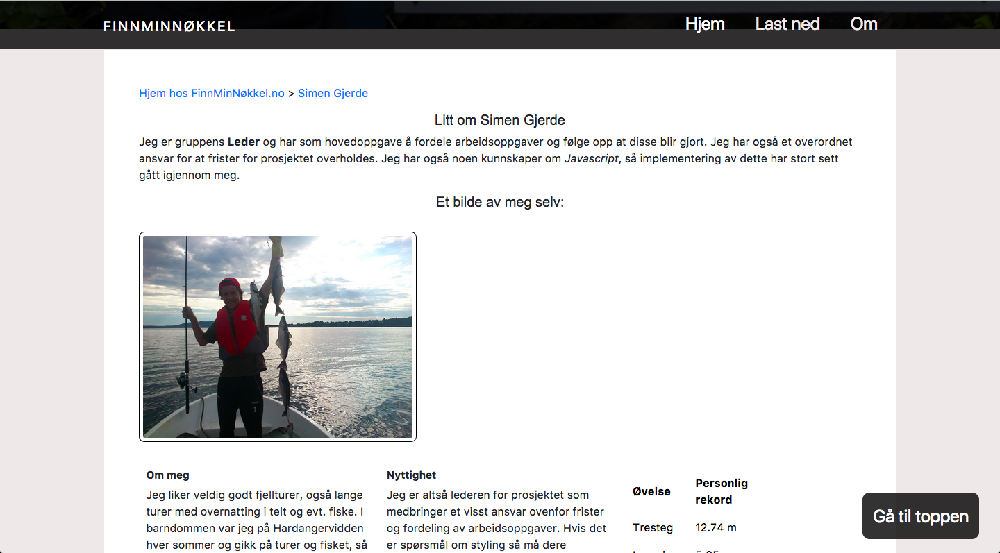 FINNMINNØKKEL
Hjem Last ned Om
Hjem hos FinnMinNøkkel.no > Simen Gjerde
Litt om Simen Gjerde
Jeg er gruppens Leder og har som hovedoppgave å fordele arbeidsoppgaver og følge opp at disse blir gjort. Jeg har også et overordnet
ansvar for at frister for prosjektet overholdes. Jeg har også noen kunnskaper om Javascript, så implementering av dette har stort sett
gått igjennom meg.
Et bilde av meg selv:
Om meg
Jeg liker veldig godt fjellturer, også lange
turer med overnatting i telt og evt. fiske. I
barndommen var jeg på Hardangervidden
hver sommer og gikk på turer og fisket, så
Nyttighet
Jeg er altså lederen for prosjektet som
medbringer et visst ansvar ovenfor frister
og fordeling av arbeidsoppgaver. Hvis det
er spørsmål om styling så må dere
Øvelse Personlig
rekord
Tresteg 12.74 m
Gå til toppen